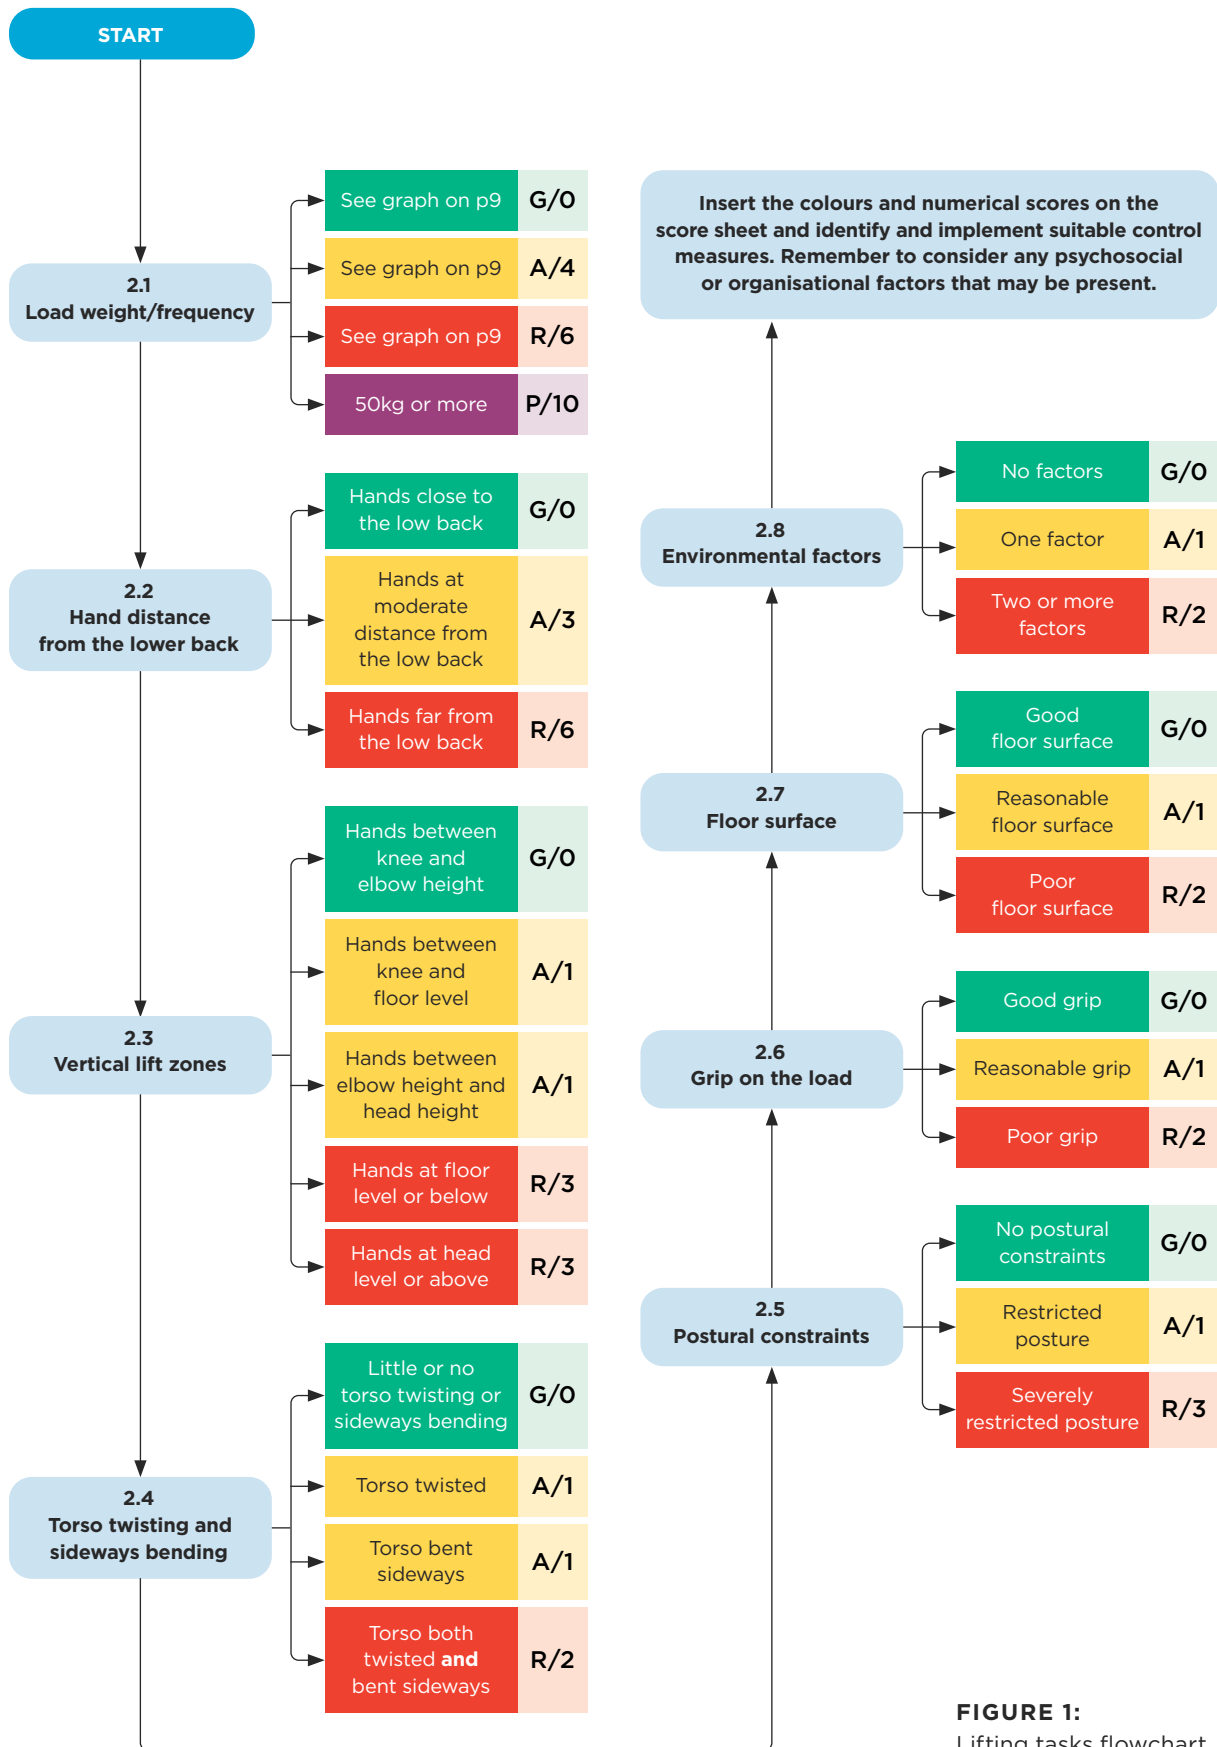 START
2.1
Load weight/frequency
See graph on p9 G/0
See graph on p9 A/4
See graph on p9 R/6
50kg or more P/10
2.2
Hand distance
from the lower back
Hands close to
the low back
G/0
Hands at
moderate
distance from
the low back
A/3
Hands far from
the low back
R/6
2.3
Vertical lift zones
Hands between
knee and
elbow height
G/0
Hands between
knee and
floor level
A/1
Hands between
elbow height and
head height
A/1
Hands at floor
level or below
R/3
Hands at head
level or above
R/3
2.4
Torso twisting and
sideways bending
Little or no
torso twisting or
sideways bending
G/0
Torso twisted A/1
Torso bent
sideways
A/1
Torso both
twisted and
bent sideways
R/2
2.5
Postural constraints
No postural
constraints
G/0
Restricted
posture
A/1
Severely
restricted posture
R/3
2.6
Grip on the load
Good grip G/0
Reasonable grip A/1
Poor grip R/2
2.7
Floor surface
Good
floor surface
G/0
Reasonable
floor surface
A/1
Poor
floor surface
R/2
2.8
Environmental factors
No factors G/0
One factor A/1
Two or more
factors
R/2
Insert the colours and numerical scores on the
score sheet and identify and implement suitable control
measures. Remember to consider any psychosocial
or organisational factors that may be present.
FIGURE 1:
Lifting tasks flowchart